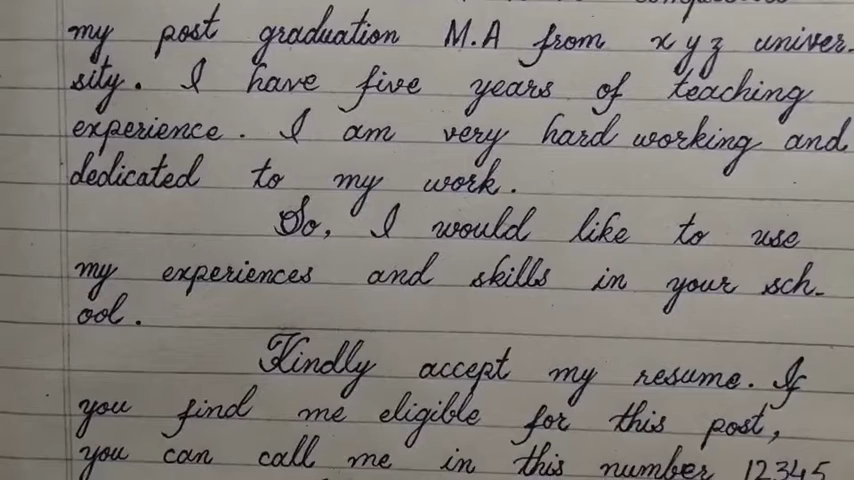 my post graduation M.A from x y z univer-
sity. I have five years of teaching
experience. I am very hard working and
dedicated to my work.
So, I would like to use
my experiences and skills in your sch-
ool.
Kindly accept my resume. If
you find me eligible for this post,
you can call me in this number 12345